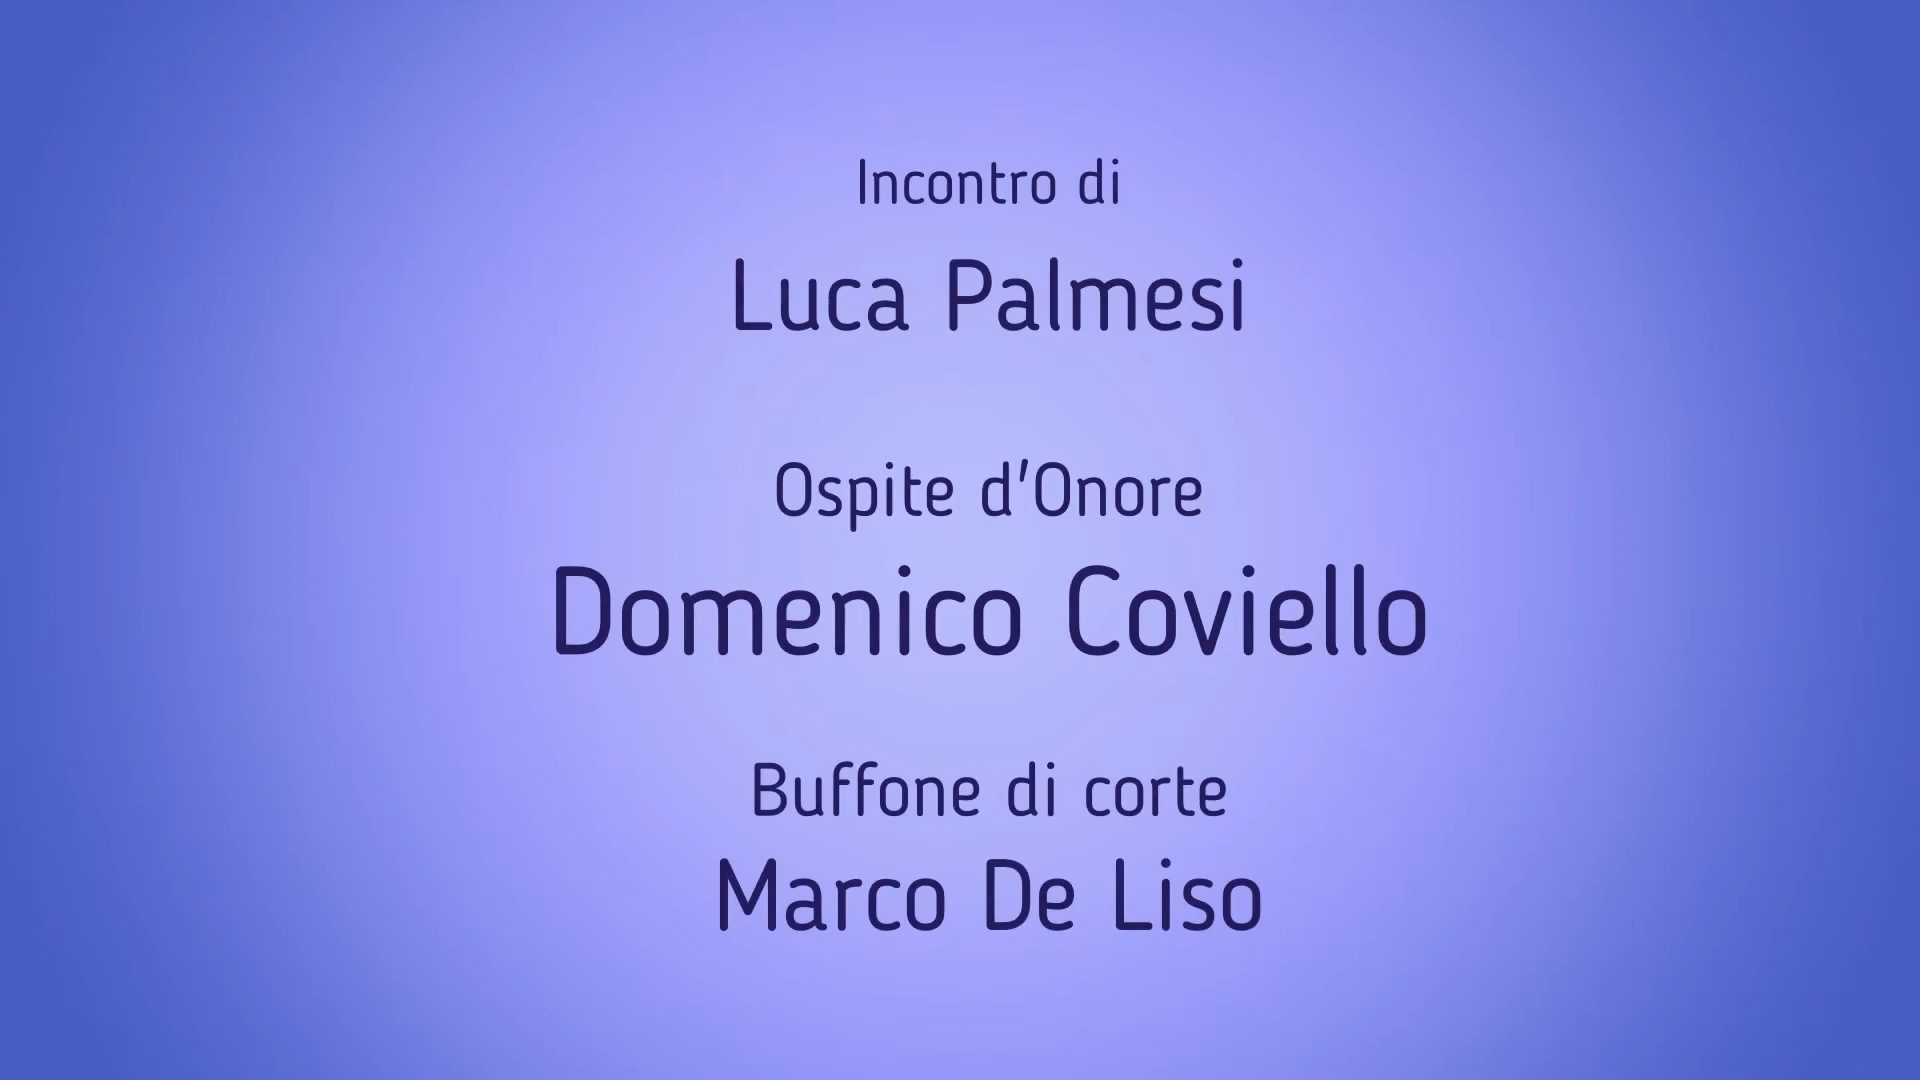 Incontro di
Luca Palmesi
Ospite d'Onore
Domenico Coviello
Buffone di corte
Marco De Liso